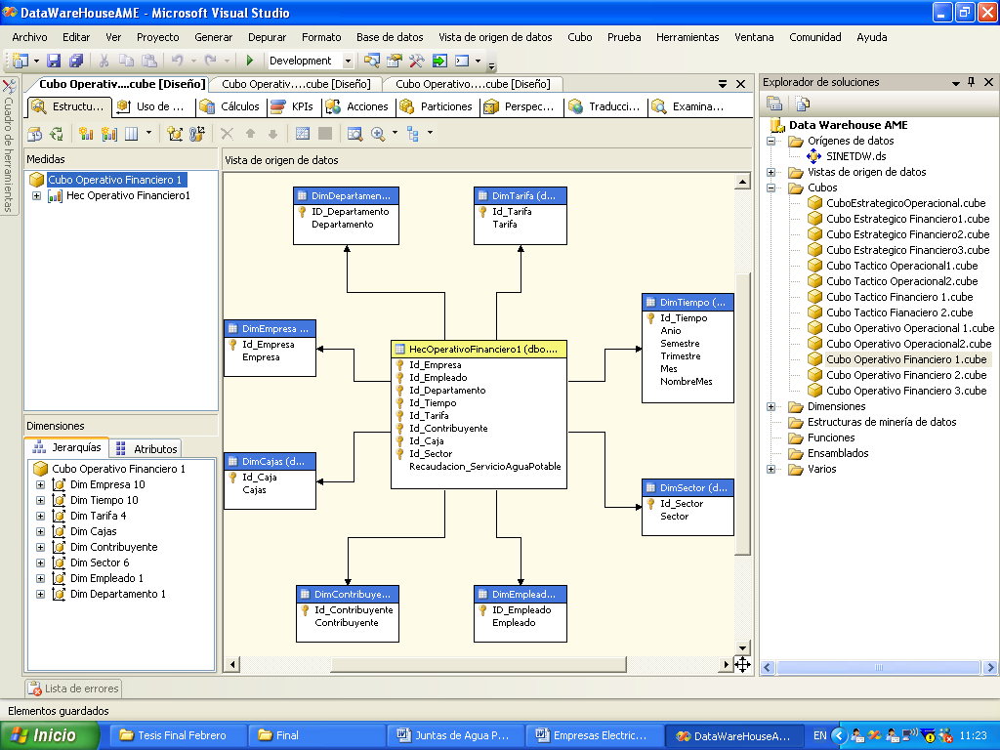 DataWareHouseAME - Microsoft Visual Studio
Archivo Editar Ver Proyecto Generar Depurar Formato Base de datos Vista de origen de datos Cubo Prueba Herramientas Ventana Comunidad Ayuda
Development
Cuadro de herramientas
Cubo Operativ....cube [Diseño] Cubo Operativ....cube [Diseño] Cubo Operativo....cube [Diseño]
Estructu... Uso de ... Cálculos KPIs Acciones Particiones Perspec... Traducci... Examina...
Medidas
Cubo Operativo Financiero 1
Hec Operativo Financiero1
Dimensiones
Jerarquías Atributos
Cubo Operativo Financiero 1
Dim Empresa 10
Dim Tiempo 10
Dim Tarifa 4
Dim Cajas
Dim Contribuyente
Dim Sector 6
Dim Empleado 1
Dim Departamento 1
Vista de origen de datos
DimDepartamen...
ID_Departamento
Departamento
DimTarifa (d...
Id_Tarifa
Tarifa
DimEmpresa ...
Id_Empresa
Empresa
HecOperativoFinanciero1 (dbo....
Id_Empresa
Id_Empleado
Id_Departamento
Id_Tiempo
Id_Tarifa
Id_Contribuyente
Id_Caja
Id_Sector
Recaudacion_ServicioAguaPotable
DimTiempo (...
Id_Tiempo
Anio
Semestre
Trimestre
Mes
NombreMes
DimCajas (d...
Id_Caja
Cajas
DimSector (d...
Id_Sector
Sector
DimContribuye...
Id_Contribuyente
Contribuyente
DimEmplead...
ID_Empleado
Empleado
Explorador de soluciones
Data Warehouse AME
Orígenes de datos
SINETDW.ds
Vistas de origen de datos
Cubos
CuboEstrategicoOperacional.cube
Cubo Estrategico Financiero1.cube
Cubo Estrategico Financiero2.cube
Cubo Estrategico Financiero3.cube
Cubo Tactico Operacional1.cube
Cubo Tactico Operacional2.cube
Cubo Tactico Financiero 1.cube
Cubo Tactico Fianaciero 2.cube
Cubo Operativo Operacional 1.cube
Cubo Operativo Operacional2.cube
Cubo Operativo Financiero 1.cube
Cubo Operativo Financiero 2.cube
Cubo Operativo Financiero 3.cube
Dimensiones
Estructuras de minería de datos
Funciones
Ensamblados
Varios
Lista de errores
Elementos guardados
Inicio Tesis Final Febrero Final Juntas de Agua P... Empresas Electric... DataWareHouseA... EN 11:23